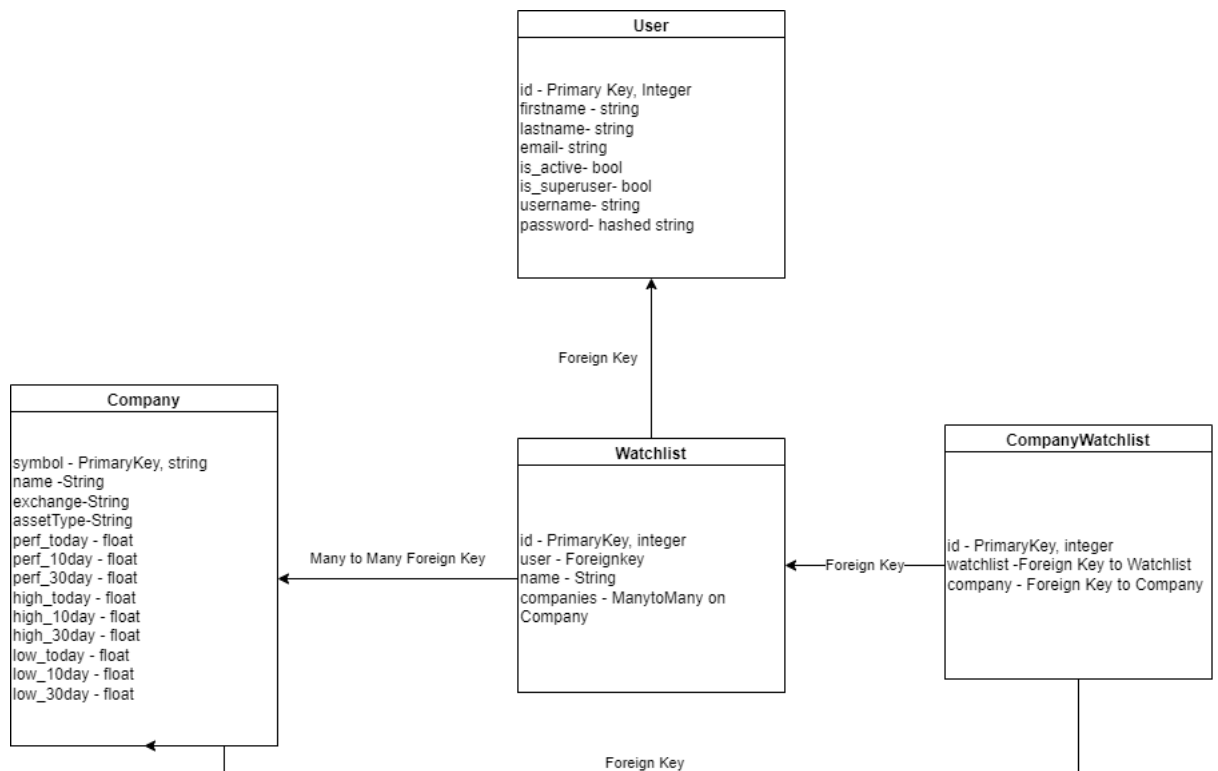 User
id - Primary Key, Integer
firstname - string
lastname- string
email- string
is_active- bool
is_superuser- bool
username- string
password- hashed string
Foreign Key
Company
symbol - PrimaryKey, string
name -String
exchange-String
assetType-String
perf_today - float
perf_10day - float
perf_30day - float
high_today - float
high_10day - float
high_30day - float
low_today - float
low_10day - float
low_30day - float
Many to Many Foreign Key
Watchlist
id - PrimaryKey, integer
user - Foreignkey
name - String
companies - ManytoMany on
Company
Foreign Key
CompanyWatchlist
id - PrimaryKey, integer
watchlist -Foreign Key to Watchlist
company - Foreign Key to Company
Foreign Key